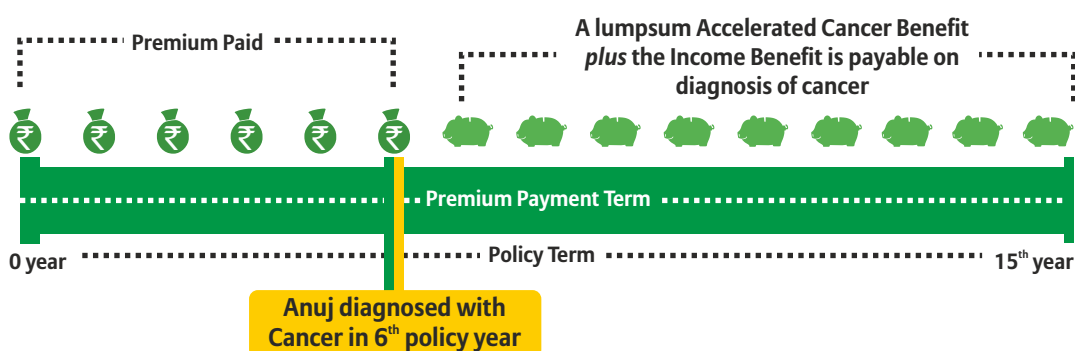 Premium Paid
A lumpsum Accelerated Cancer Benefit
plus the Income Benefit is payable on
diagnosis of cancer
₹ ₹ ₹ ₹ ₹ ₹
Premium Payment Term
0 year
Policy Term
15th year
Anuj diagnosed with
Cancer in 6th policy year